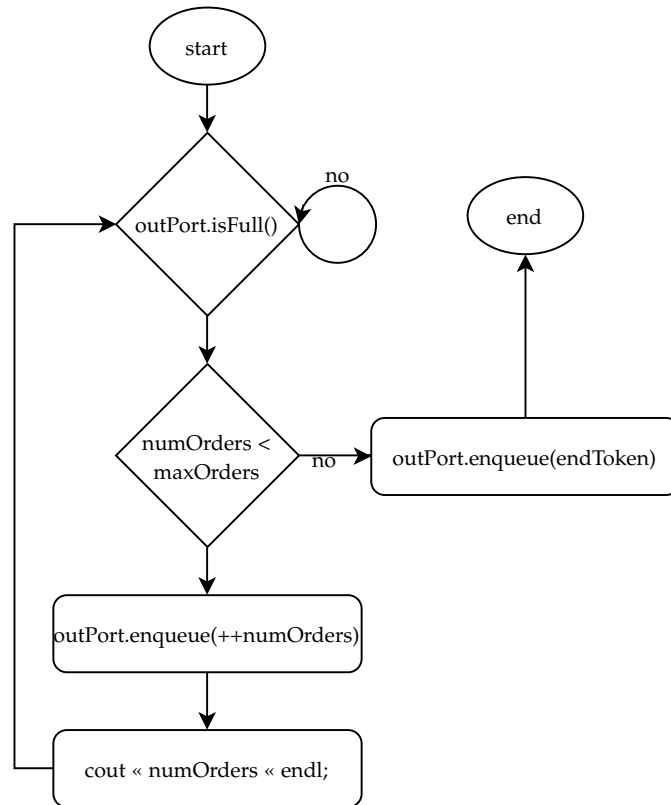 start
outPort.isFull()
no
end
numOrders <
maxOrders
no
outPort.enqueue(endToken)
outPort.enqueue(++numOrders)
cout « numOrders « endl;